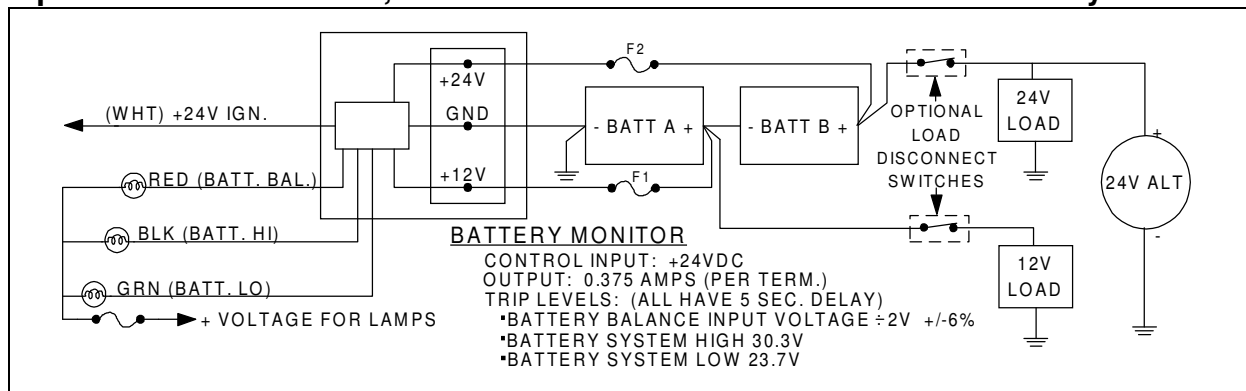 F2
+24V
(WHT) +24V IGN.
GND
- BATT A +
- BATT B +
OPTIONAL
LOAD
DISCONNECT
SWITCHES
24V
LOAD
+
24V ALT
-
RED (BATT. BAL.)
+12V
F1
BLK (BATT. HI)
GRN (BATT. LO)
+ VOLTAGE FOR LAMPS
BATTERY MONITOR
CONTROL INPUT: +24VDC
OUTPUT: 0.375 AMPS (PER TERM.)
TRIP LEVELS: (ALL HAVE 5 SEC. DELAY)
▪BATTERY BALANCE INPUT VOLTAGE ÷2V +/-6%
▪BATTERY SYSTEM HIGH 30.3V
▪BATTERY SYSTEM LOW 23.7V
12V
LOAD